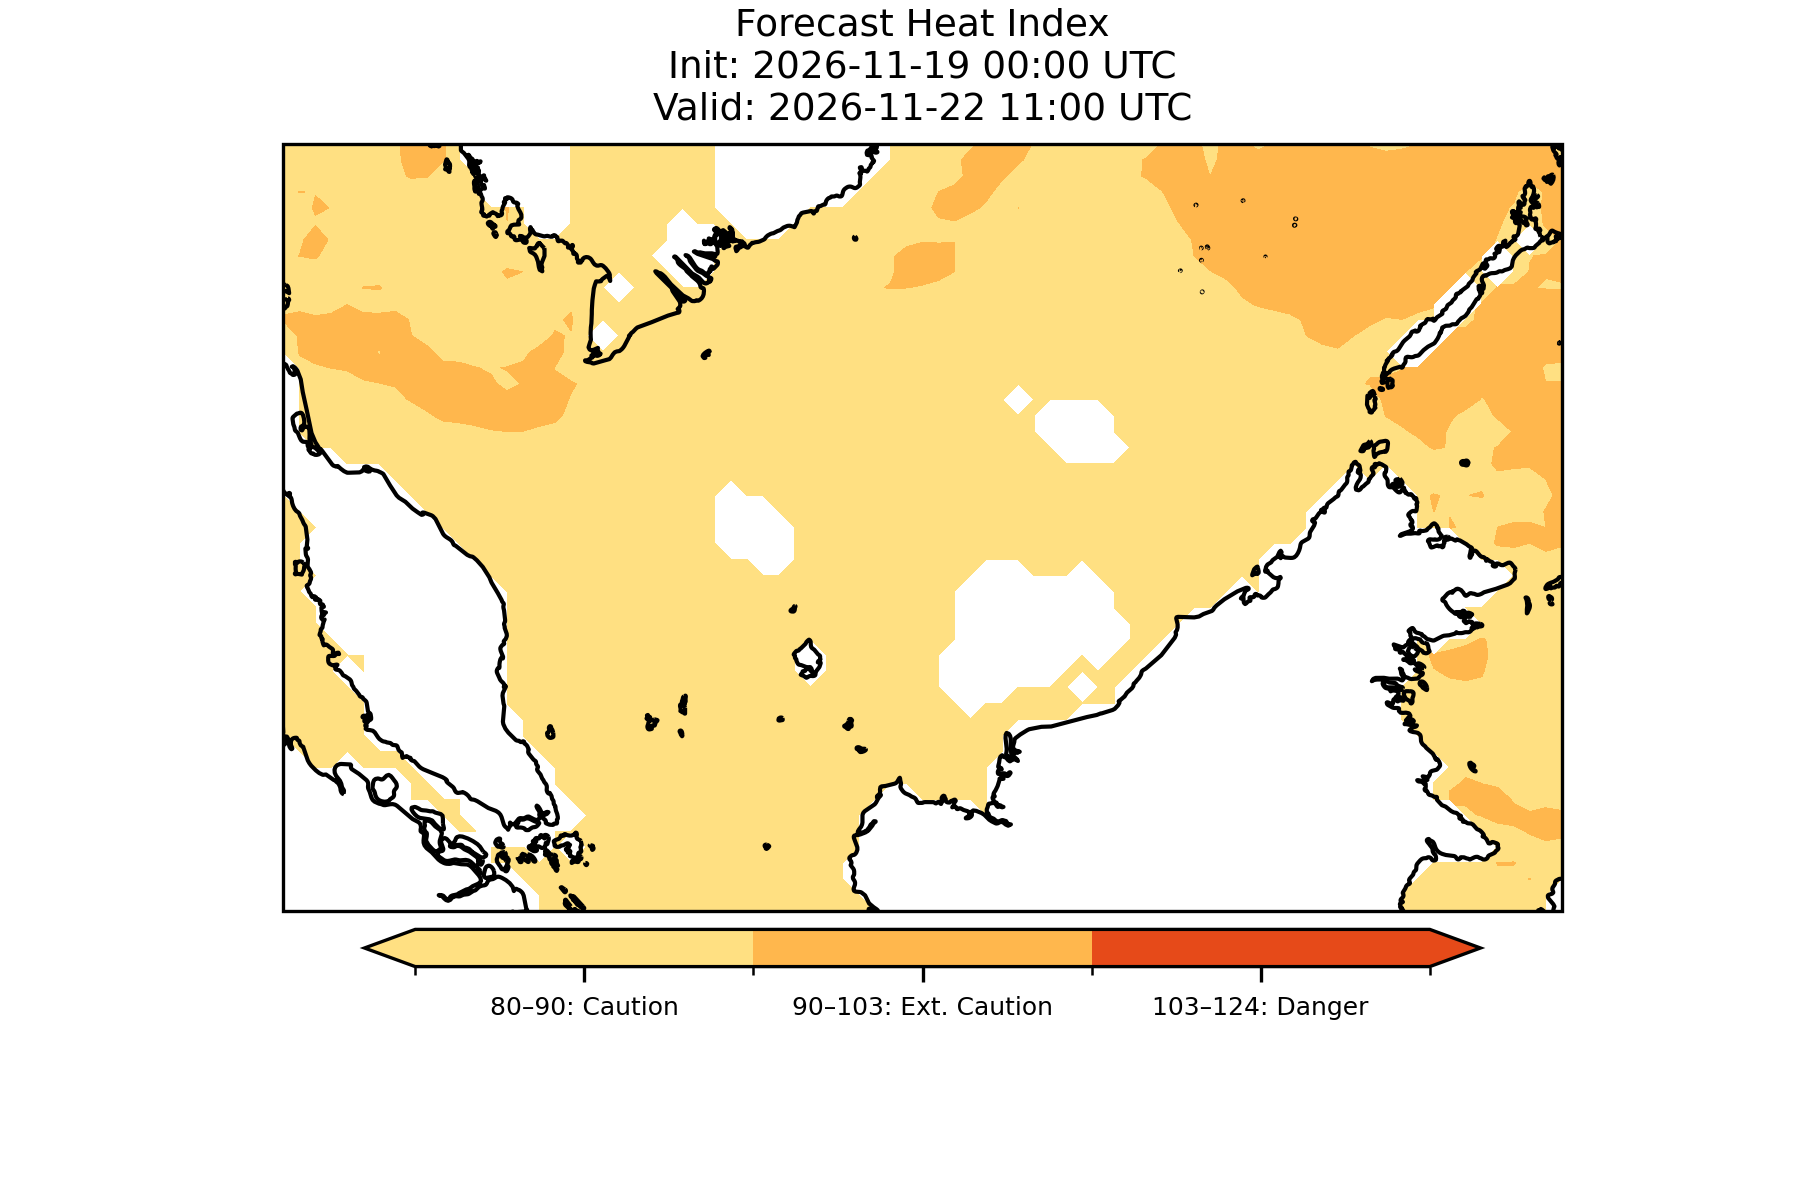 Forecast Heat Index
Init: 2026-11-19 00:00 UTC
Valid: 2026-11-22 11:00 UTC
80–90: Caution
90–103: Ext. Caution
103–124: Danger